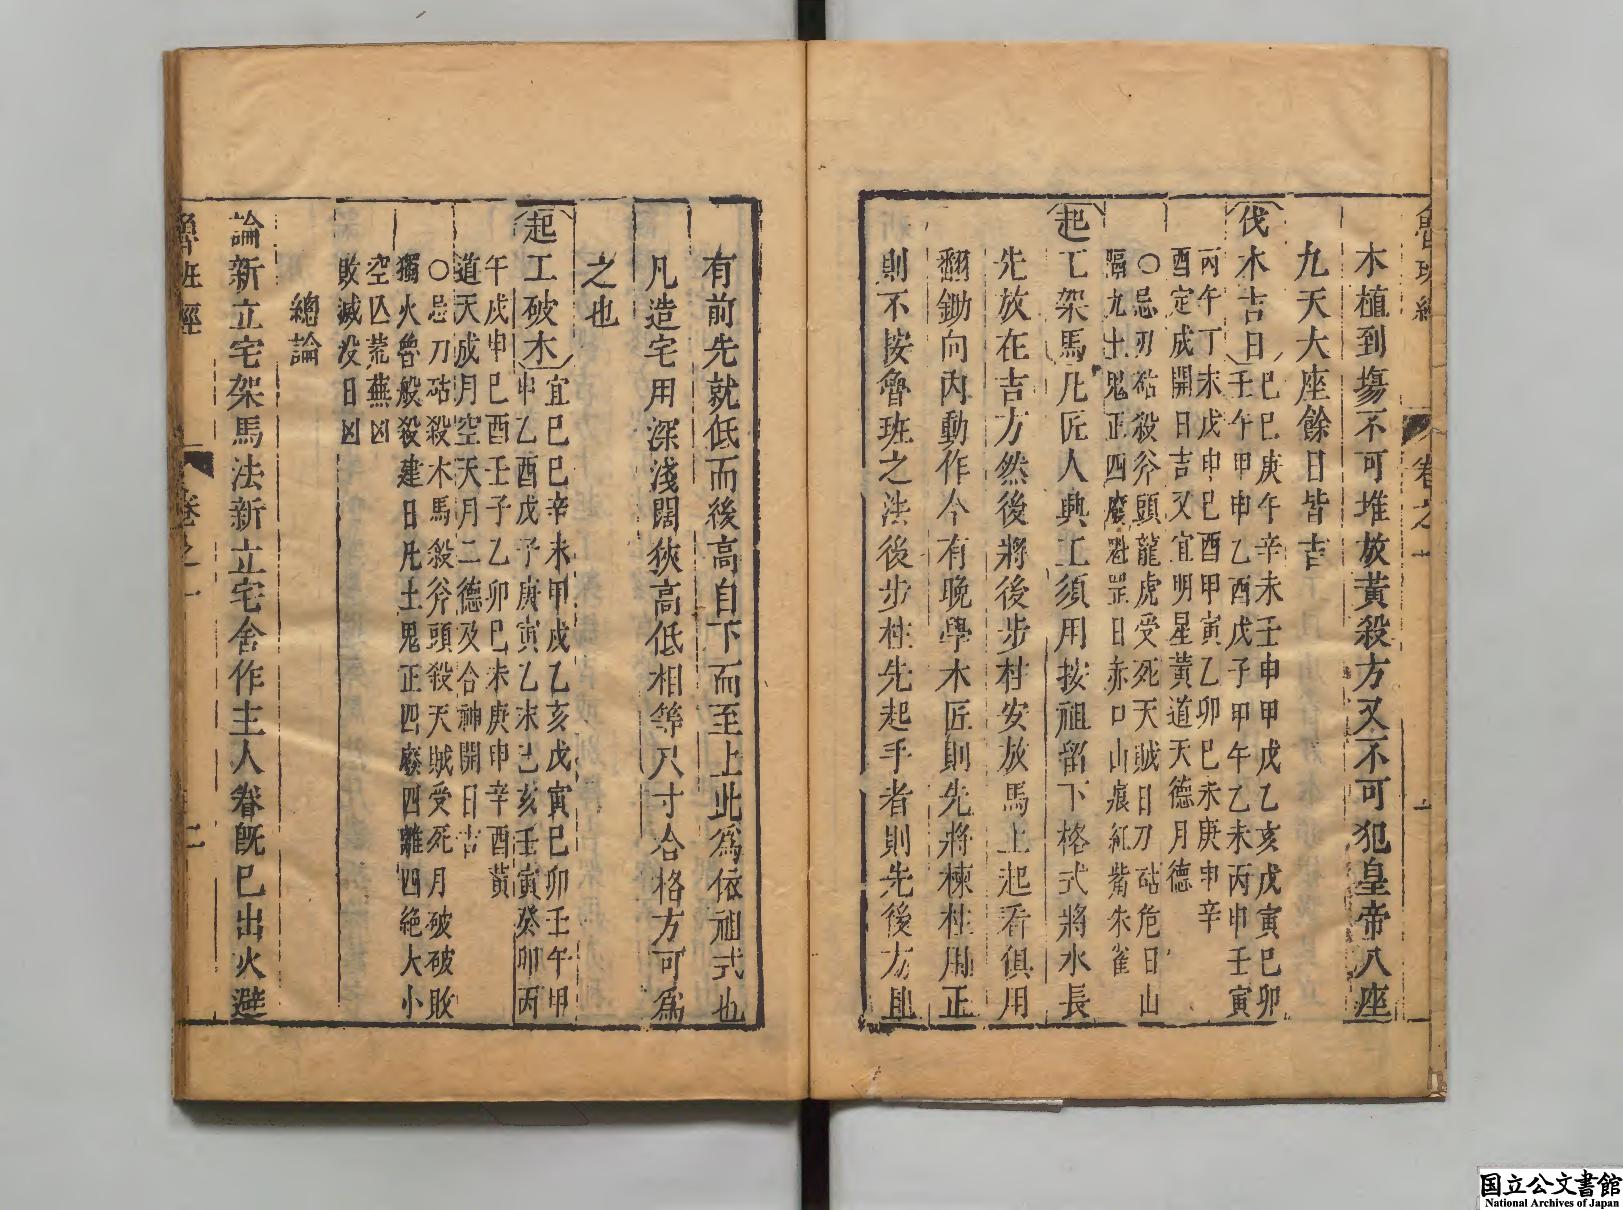 魯班經
卷之一
木植到塲不可堆放黃殺方又不可犯皇帝八座
九天大座餘日皆吉
伐木吉日
己巳庚午辛未壬申甲戌乙亥戊寅己卯
壬午甲申乙酉戊子甲午乙未丙申壬寅
丙午丁未戊申己酉甲寅乙卯己未庚申辛
酉定成開日吉又宜明星黃道天德月德
○忌刃砧殺斧頭龍虎受死天賊日刀砧危日山
隔九土鬼正四廢魁罡日赤口山痕紅觜朱雀
起工架馬
凡匠人興工須用按祖留下格式將水長
先放在吉方然後將後步柱安放馬上起看俱用
翻鋤向內動作今有晚學木匠則先將棟柱用正
則不按魯班之法後步柱先起手者則先後方且
有前先就低而後高自下而至上此爲依祖式也
凡造宅用深淺闊狹高低相等尺寸合格方可爲
之也
起工破木
宜己巳辛未甲戌乙亥戊寅己卯壬午甲
申乙酉戊子庚寅乙未己亥壬寅癸卯丙
午戊申己酉壬子乙卯己未庚申辛酉黃
道天成月空天月二德及合神開日吉
○忌刀砧殺木馬殺斧頭殺天賊受死月破破敗
獨火魯般殺建日凡土鬼正四廢四離四絕大小
空亾荒蕪凶
敗滅没日凶
總論
論新立宅架馬法新立宅舍作主人眷旣已出火避
魯班經
卷之一
二
国立公文書館
National Archives of Japan